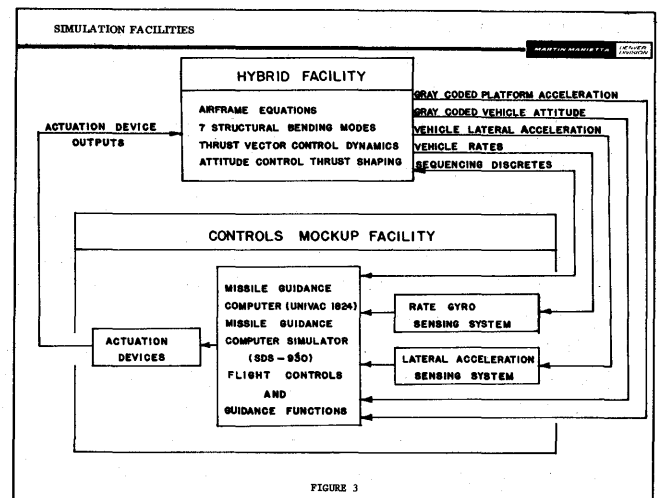 SIMULATION FACILITIES
MARTIN MARIETTA DENVER DIVISION
HYBRID FACILITY
AIRFRAME EQUATIONS
7 STRUCTURAL BENDING MODES
THRUST VECTOR CONTROL DYNAMICS
ATTITUDE CONTROL THRUST SHAPING
GRAY CODED PLATFORM ACCELERATION
GRAY CODED VEHICLE ATTITUDE
VEHICLE LATERAL ACCELERATION
VEHICLE RATES
SEQUENCING DISCRETES
ACTUATION DEVICE
OUTPUTS
CONTROLS MOCKUP FACILITY
ACTUATION
DEVICES
MISSILE GUIDANCE
COMPUTER (UNIVAC 1824)
MISSILE GUIDANCE
COMPUTER SIMULATOR
(SDS-930)
FLIGHT CONTROLS
AND
GUIDANCE FUNCTIONS
RATE GYRO
SENSING SYSTEM
LATERAL ACCELERATION
SENSING SYSTEM
FIGURE 3